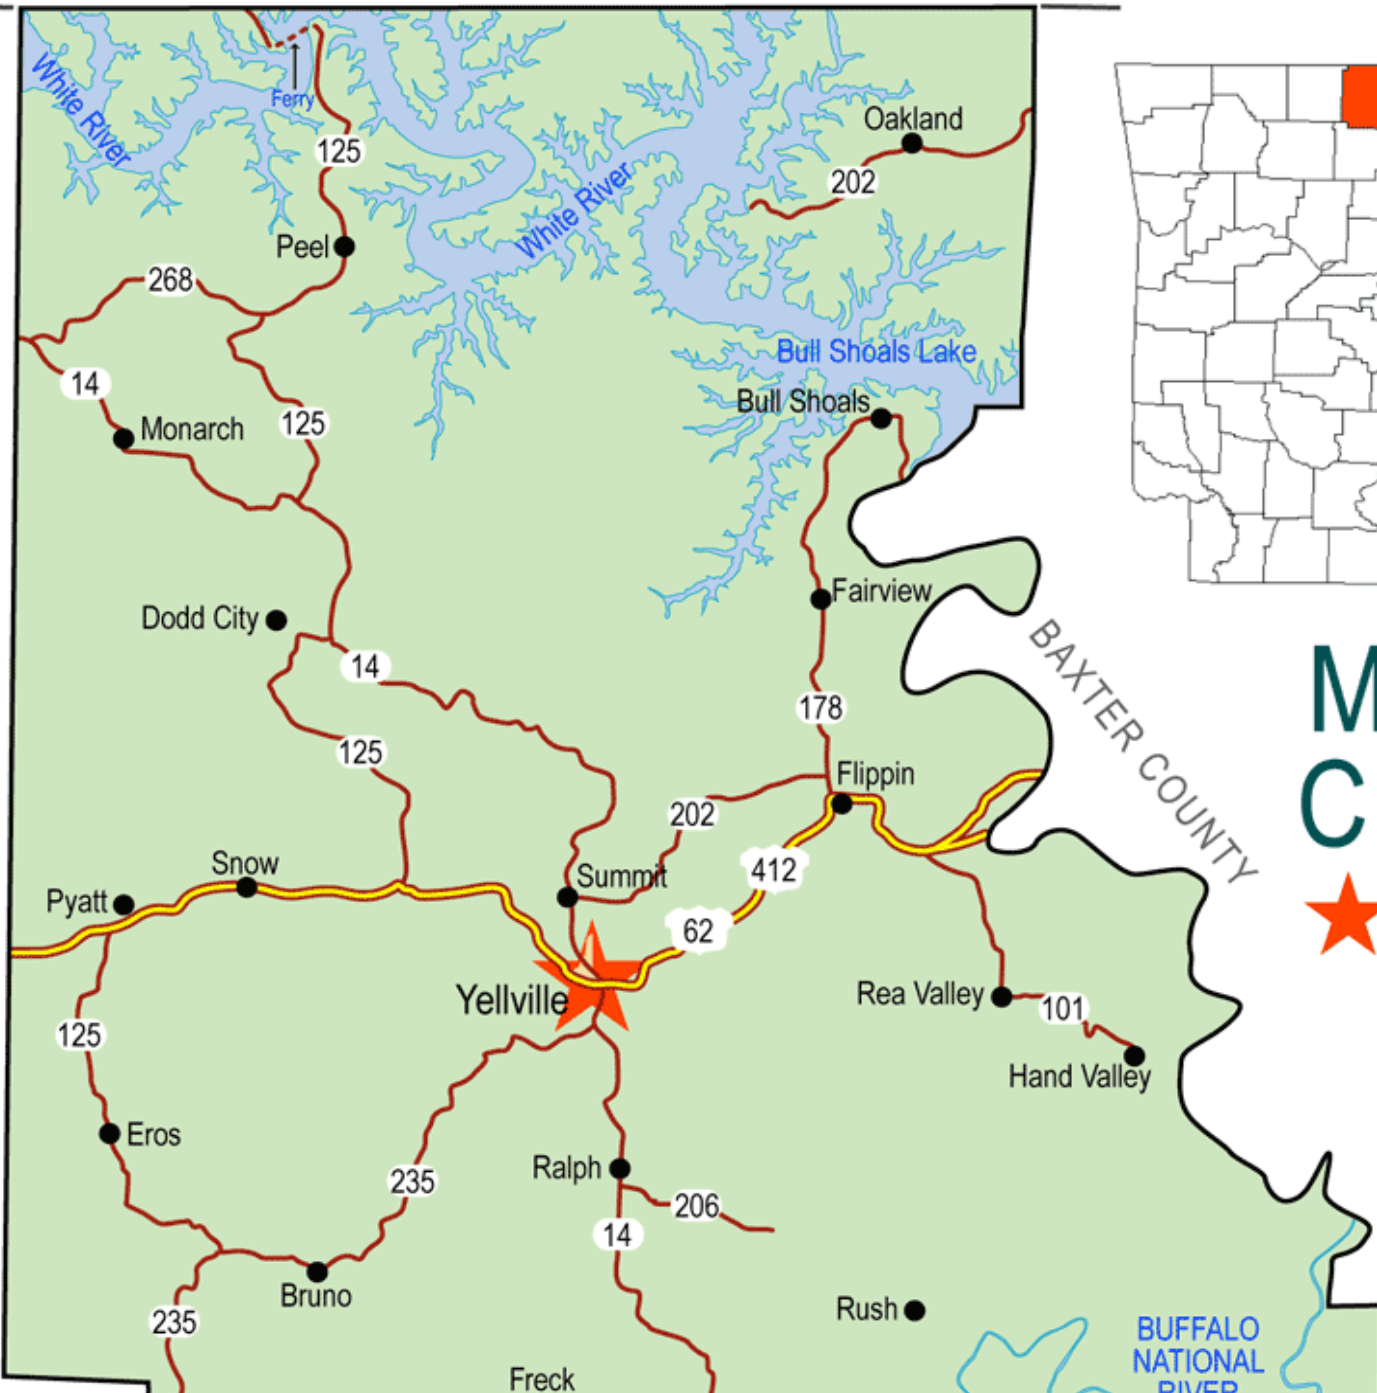 White River
Ferry
125
Oakland
202
White River
Peel
268
Bull Shoals Lake
14
Bull Shoals
125
Monarch
Fairview
Dodd City
14
BAXTER COUNTY
M
178
125
Flippin
C
202
Snow
412
Summit
Pyatt
62
Yellville
Rea Valley
101
125
Hand Valley
Eros
Ralph
235
206
14
Bruno
Rush
235
BUFFALO
NATIONAL
RIVER
Freck